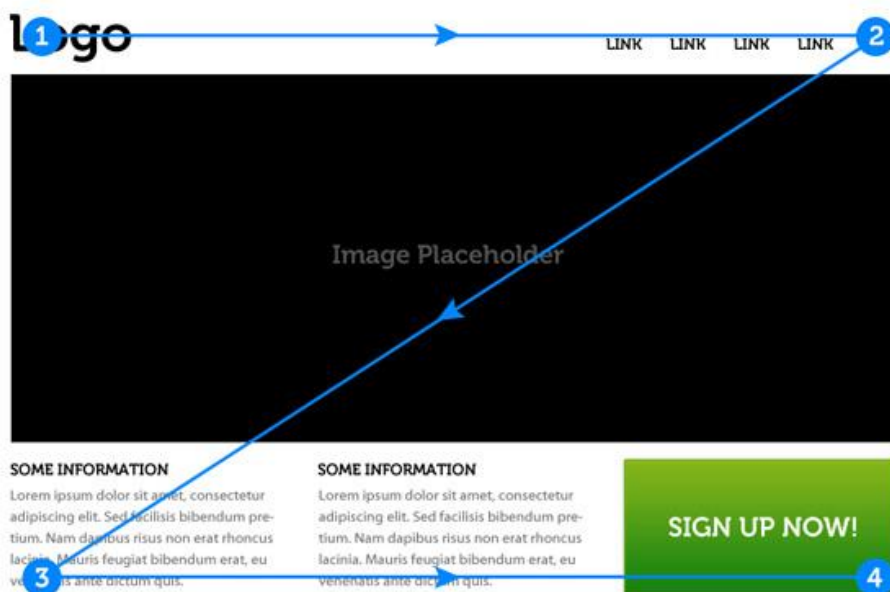 logo
1
2
LINK LINK LINK LINK
Image Placeholder
SOME INFORMATION
Lorem ipsum dolor sit amet, consectetur
adipiscing elit. Sed facilisis bibendum pre-
tium. Nam dapibus risus non erat rhoncus
lacinia. Mauris feugiat bibendum erat, eu
venenatis ante dictum quis.
SOME INFORMATION
Lorem ipsum dolor sit amet, consectetur
adipiscing elit. Sed facilisis bibendum pre-
tium. Nam dapibus risus non erat rhoncus
lacinia. Mauris feugiat bibendum erat, eu
venenatis ante dictum quis.
SIGN UP NOW!
3
4